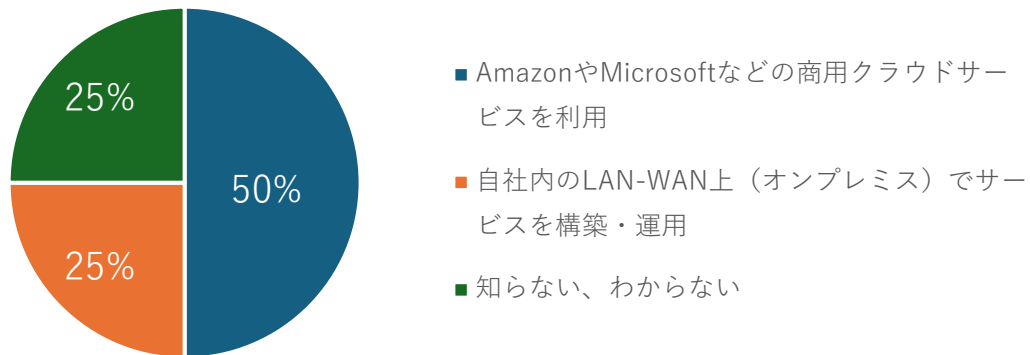 25%
50%
25%
AmazonやMicrosoftなどの商用クラウドサー
ビスを利用
自社内のLAN-WAN上（オンプレミス）でサー
ビスを構築・運用
知らない、わからない